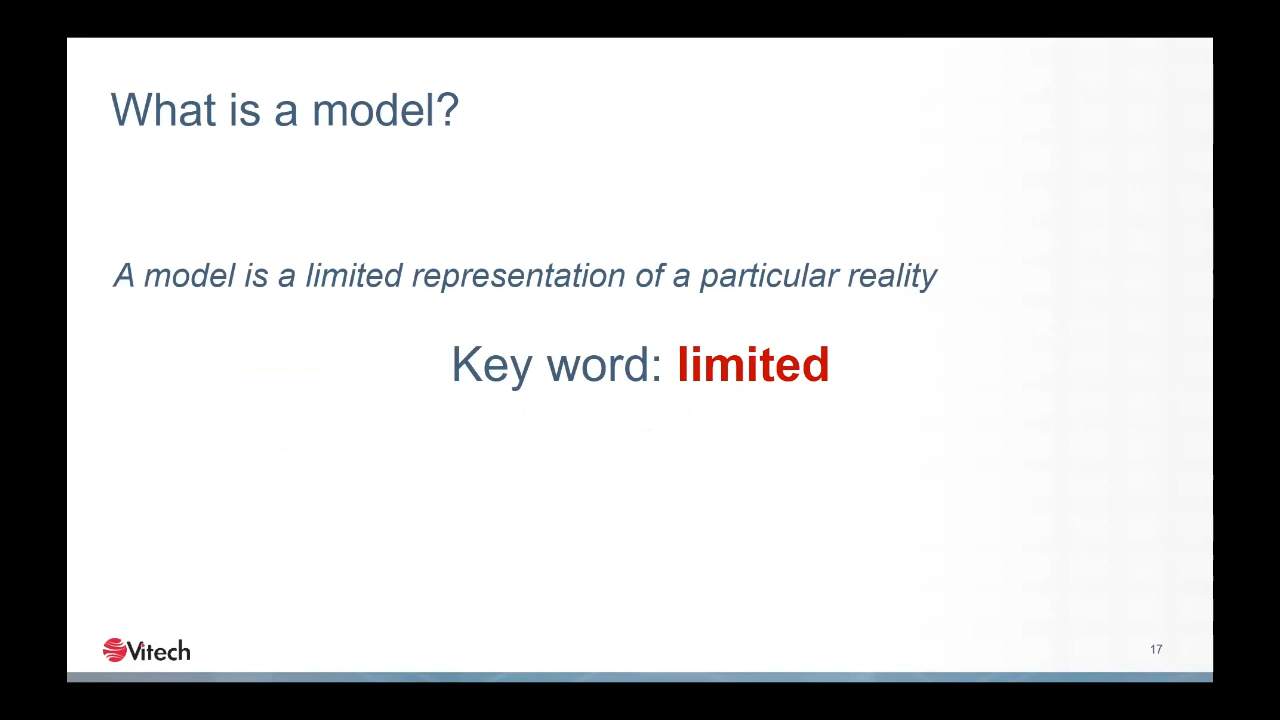 What is a model?
A model is a limited representation of a particular reality
Key word: limited
Vitech
17